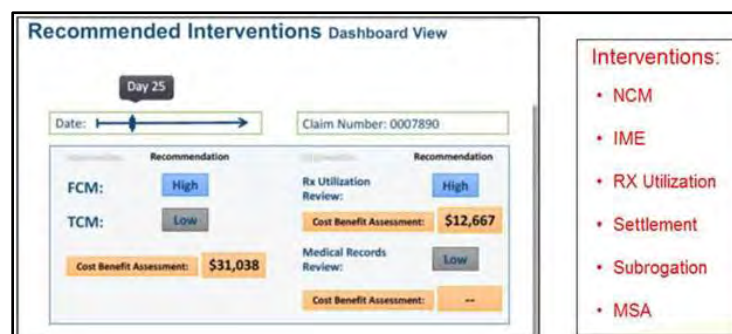 Recommended Interventions Dashboard View
Day 25
Date:
Claim Number: 0007890
Recommendation
Recommendation
FCM:
High
Rx Utilization
Review:
High
TCM:
Low
Cost Benefit Assessment:
$12,667
Cost Benefit Assessment:
$31,038
Medical Records
Review:
Low
Cost Benefit Assessment:
--
Interventions:
• NCM
• IME
• RX Utilization
• Settlement
• Subrogation
• MSA